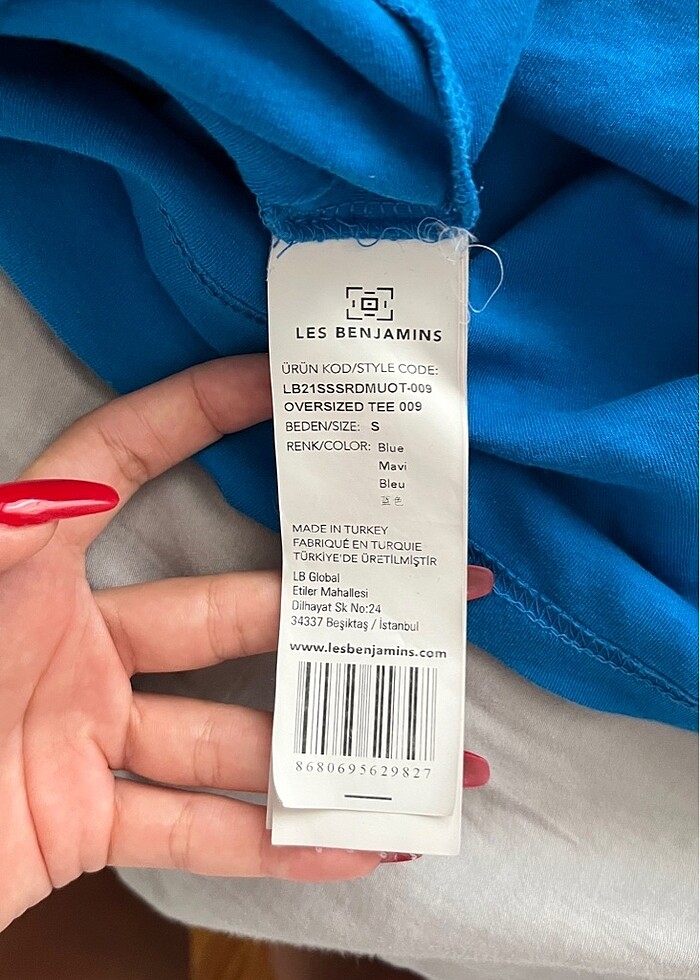 LES BENJAMINS
ÜRÜN KOD/STYLE CODE:
LB21SSSRDMUOT-009
OVERSIZED TEE 009
BEDEN/SIZE: S
RENK/COLOR: Blue
Mavi
Bleu
蓝色
MADE IN TURKEY
FABRIQUÉ EN TURQUIE
TÜRKİYE'DE ÜRETİLMİŞTİR
LB Global
Etiler Mahallesi
Dilhayat Sk No:24
34337 Beşiktaş / İstanbul
www.lesbenjamins.com
8680695629827